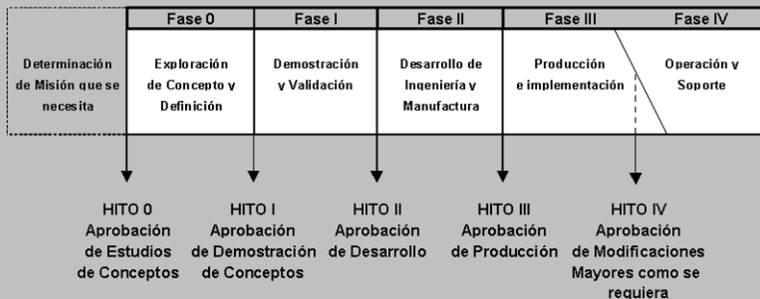 Fase 0
Fase I
Fase II
Fase III
Fase IV
Determinación
de Misión que se
necesita
Exploración
de Concepto y
Definición
Demostración
y Validación
Desarrollo de
Ingeniería y
Manufactura
Producción
e implementación
Operación y
Soporte
HITO 0
Aprobación
de Estudios
de Conceptos
HITO I
Aprobación
de Demostración
de Conceptos
HITO II
Aprobación
de Desarrollo
HITO III
Aprobación
de Producción
HITO IV
Aprobación
de Modificaciones
Mayores como se
requiera